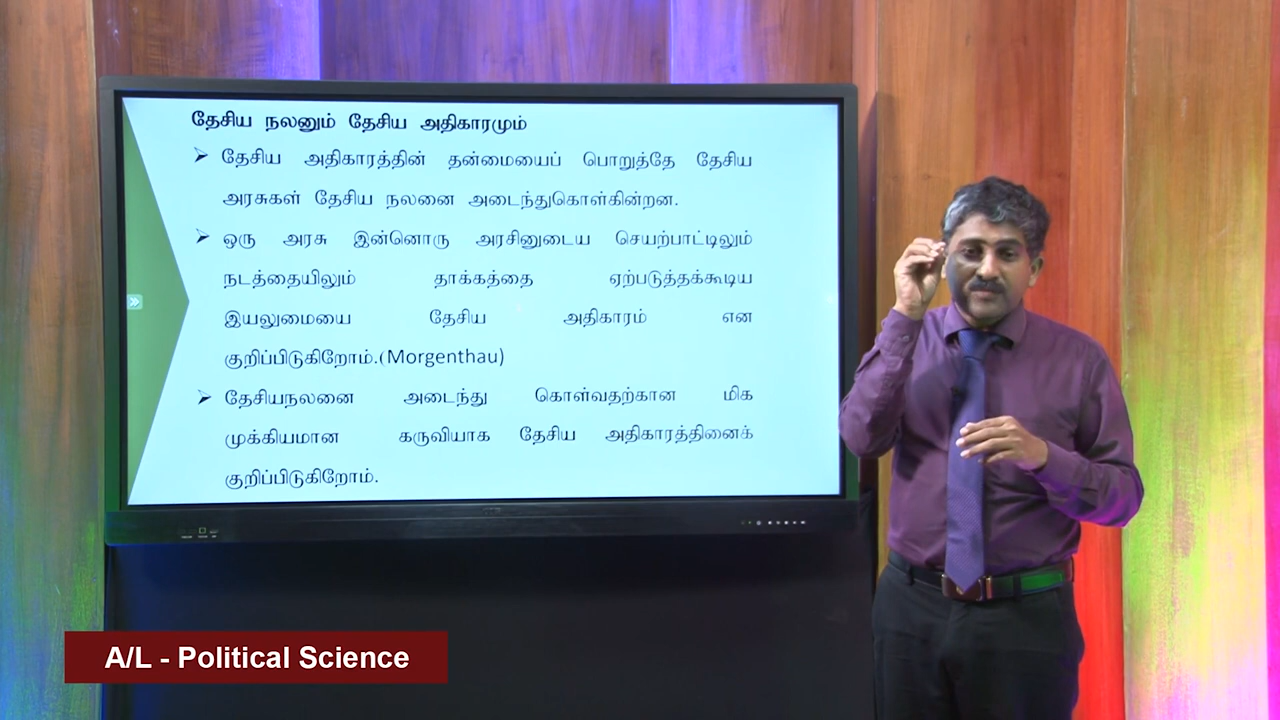 தேசிய நலனும் தேசிய அதிகாரமும்
➢ தேசிய அதிகாரத்தின் தன்மையைப் பொறுத்தே தேசிய
அரசுகள் தேசிய நலனை அடைந்துகொள்கின்றன.
➢ ஒரு அரசு இன்னொரு அரசினுடைய செயற்பாட்டிலும்
நடத்தையிலும் தாக்கத்தை ஏற்படுத்தக்கூடிய
இயலுமையை தேசிய அதிகாரம் என
குறிப்பிடுகிறோம்.(Morgenthau)
➢ தேசியநலனை அடைந்து கொள்வதற்கான மிக
முக்கியமான கருவியாக தேசிய அதிகாரத்தினைக்
குறிப்பிடுகிறோம்.
A/L - Political Science